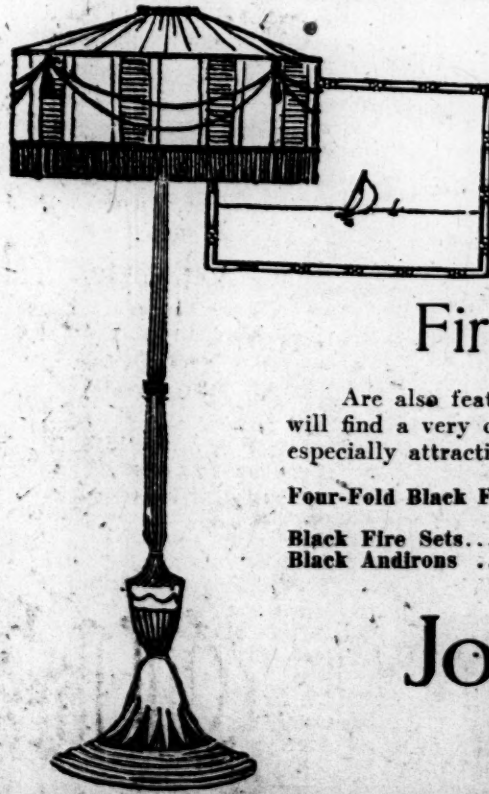 Fir
Are also feat
will find a very c
especially attracti
Four-Fold Black F
Black Fire Sets..
Black Andirons ..
Jo